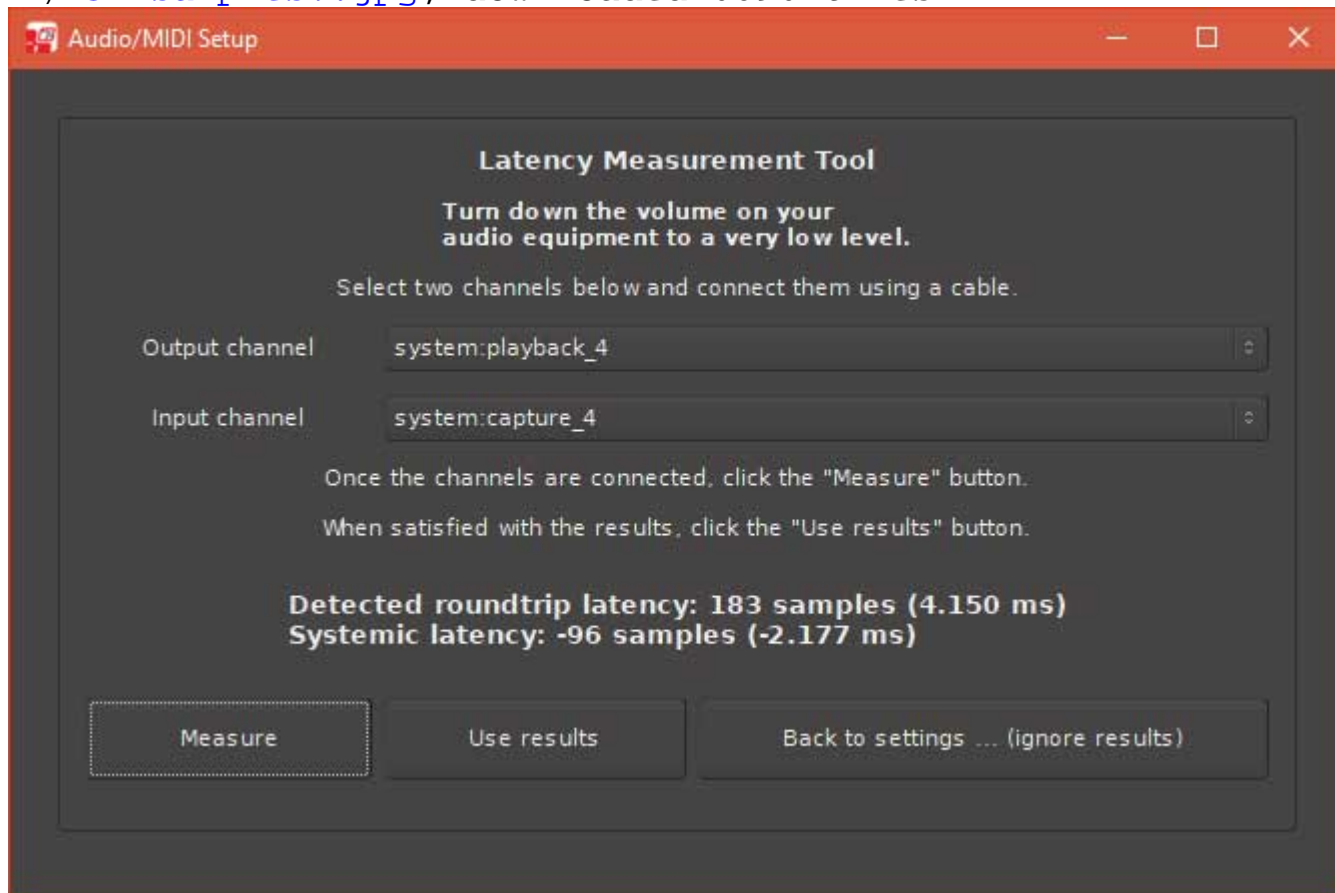 Audio/MIDI Setup
Latency Measurement Tool
Turn down the volume on your
audio equipment to a very low level.
Select two channels below and connect them using a cable.
Output channel system:playback_4
Input channel system:capture_4
Once the channels are connected, click the "Measure" button.
When satisfied with the results, click the "Use results" button.
Detected roundtrip latency: 183 samples (4.150 ms)
Systemic latency: -96 samples (-2.177 ms)
Measure Use results Back to settings ... (ignore results)